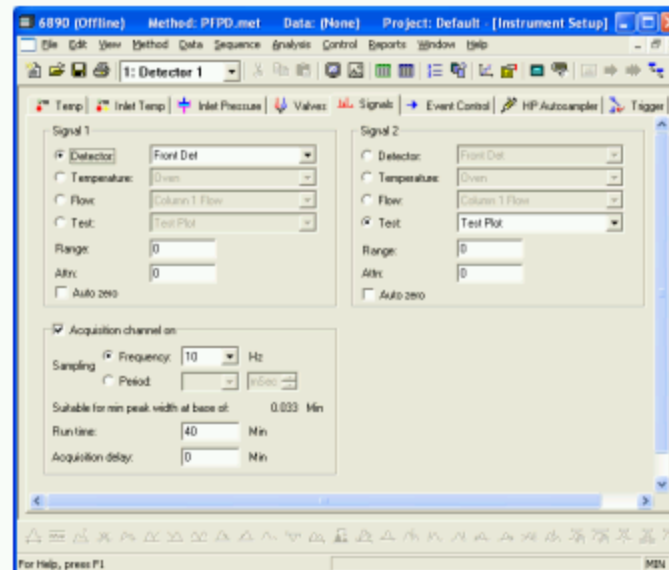 6890 (Offline) Method: PFPD.met Data: (None) Project: Default - [Instrument Setup]
File Edit View Method Data Sequence Analysis Control Reports Window Help
1: Detector 1
Temp Inlet Temp Inlet Pressure Valves Signals Event Control HP Autosampler Trigger
Signal 1 Signal 2
Detector: Front Det Detector: Front Det
Temperature: Oven Temperature: Oven
Flow: Column 1 Flow Flow: Column 1 Flow
Test: Test Plot Test: Test Plot
Range: 0 Range: 0
Attn: 0 Attn: 0
Auto zero Auto zero
Acquisition channel on
Sampling Frequency: 10 Hz
Period: mSec
Suitable for min peak width at base of: 0.033 Min
Run time: 40 Min
Acquisition delay: 0 Min
For Help, press F1